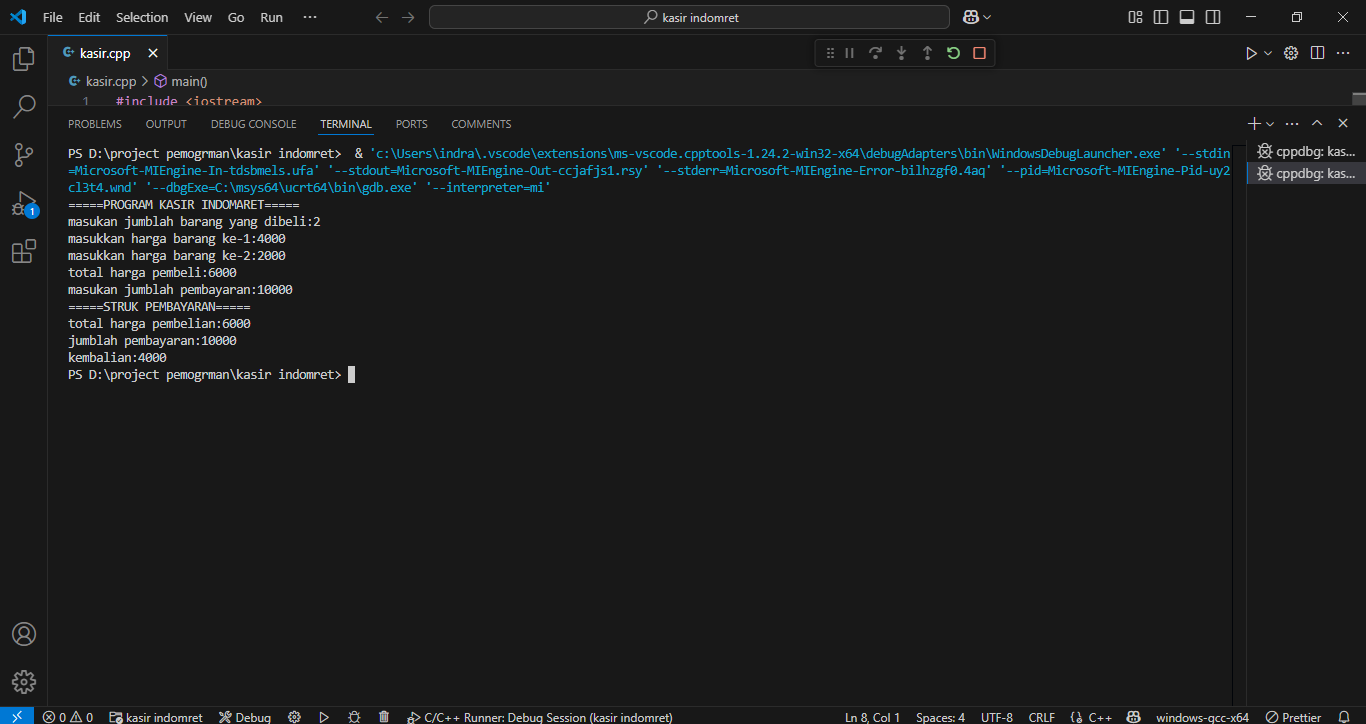 File Edit Selection View Go Run ···
kasir indomret
kasir.cpp
kasir.cpp > main()
1 #include <iostream>
PROBLEMS OUTPUT DEBUG CONSOLE TERMINAL PORTS COMMENTS
PS D:\project pemogrman\kasir indomret>  & 'c:\Users\indra\.vscode\extensions\ms-vscode.cpptools-1.24.2-win32-x64\debugAdapters\bin\WindowsDebugLauncher.exe' '--stdin
=Microsoft-MIEngine-In-tdsbmels.ufa' '--stdout=Microsoft-MIEngine-Out-ccjafjs1.rsy' '--stderr=Microsoft-MIEngine-Error-bilhzgf0.4aq' '--pid=Microsoft-MIEngine-Pid-uy2
cl3t4.wnd' '--dbgExe=C:\msys64\ucrt64\bin\gdb.exe' '--interpreter=mi'
=====PROGRAM KASIR INDOMARET=====
masukan jumblah barang yang dibeli:2
masukkan harga barang ke-1:4000
masukkan harga barang ke-2:2000
total harga pembeli:6000
masukan jumblah pembayaran:10000
=====STRUK PEMBAYARAN=====
total harga pembelian:6000
jumblah pembayaran:10000
kembalian:4000
PS D:\project pemogrman\kasir indomret>
cppdbg: kas...
cppdbg: kas...
1
0 0 kasir indomret Debug C/C++ Runner: Debug Session (kasir indomret) Ln 8, Col 1 Spaces: 4 UTF-8 CRLF {} C++ windows-gcc-x64 Prettier